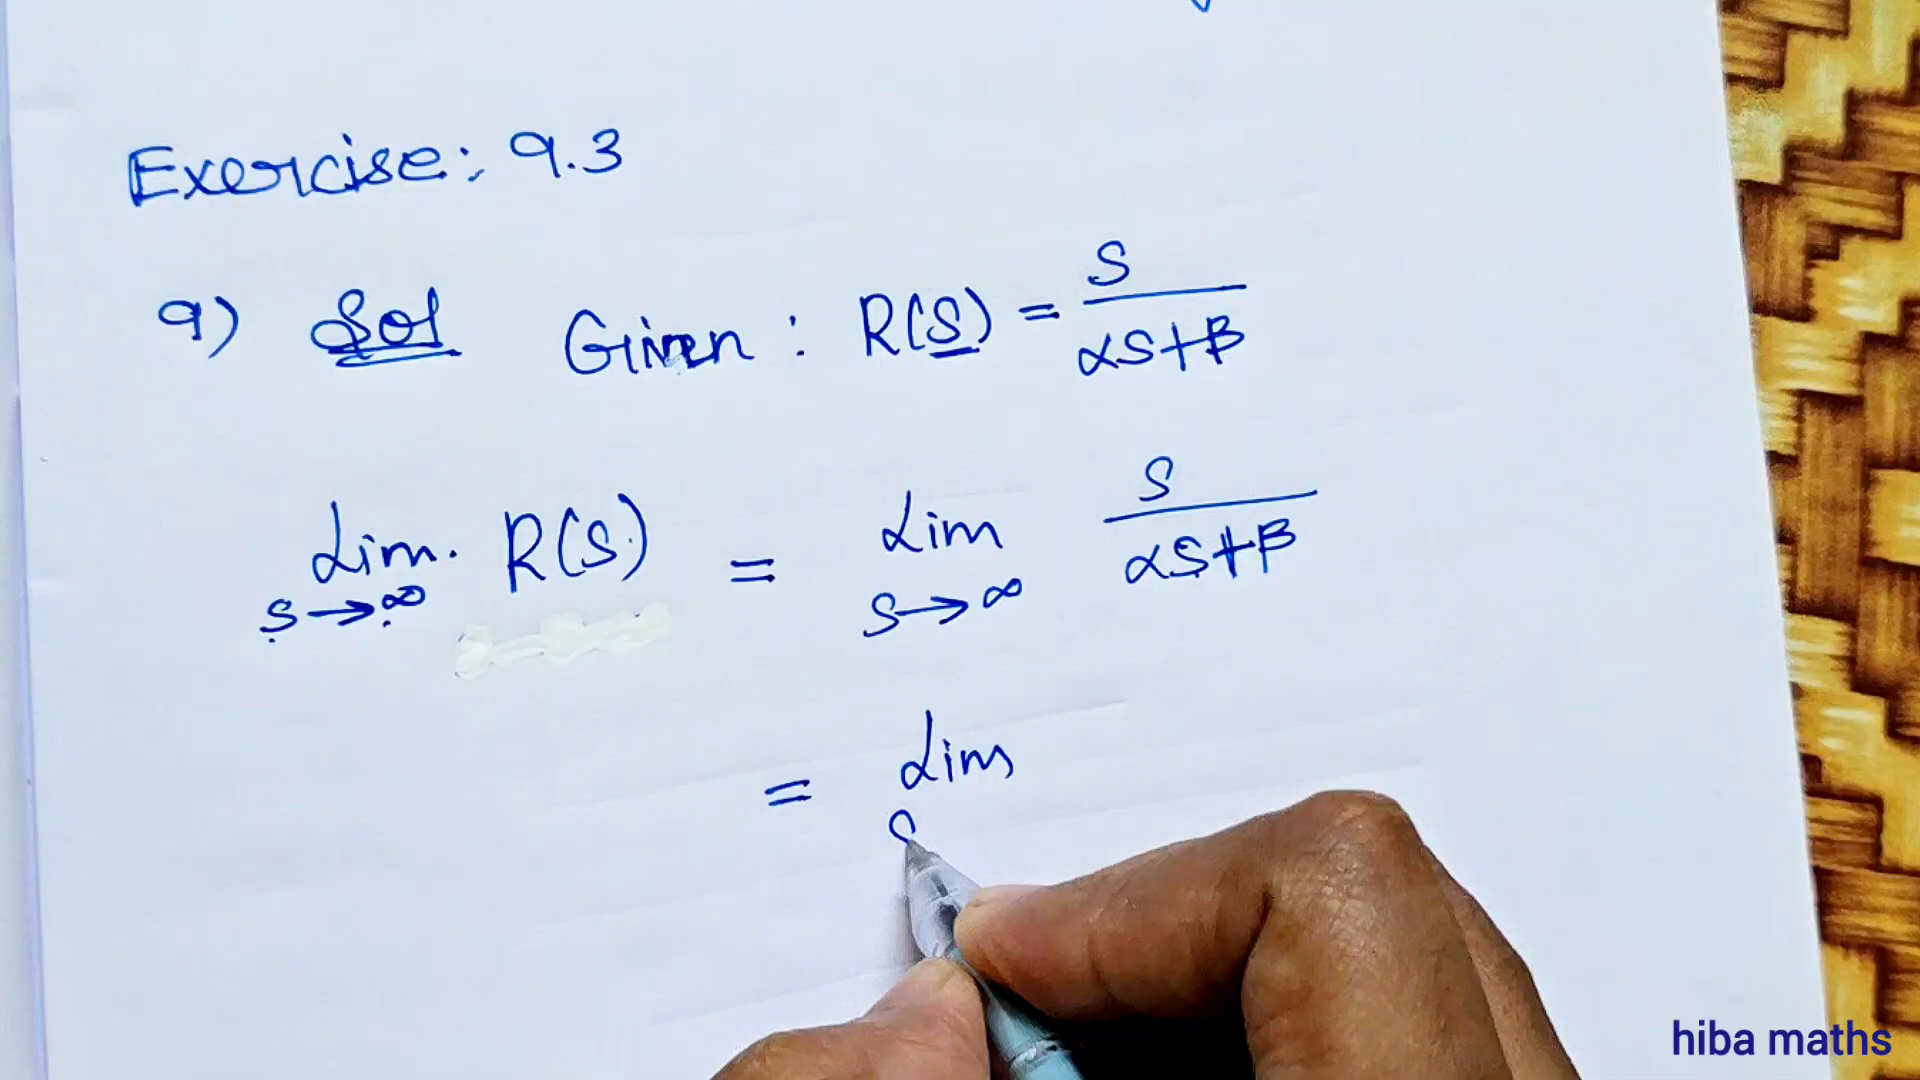 Exercise: 9.3
9) Sol Given: R(S) = S / αS+β
Lim. S→∞ R(S) = Lim S→∞ S / αS+β
= Lim S
hiba maths